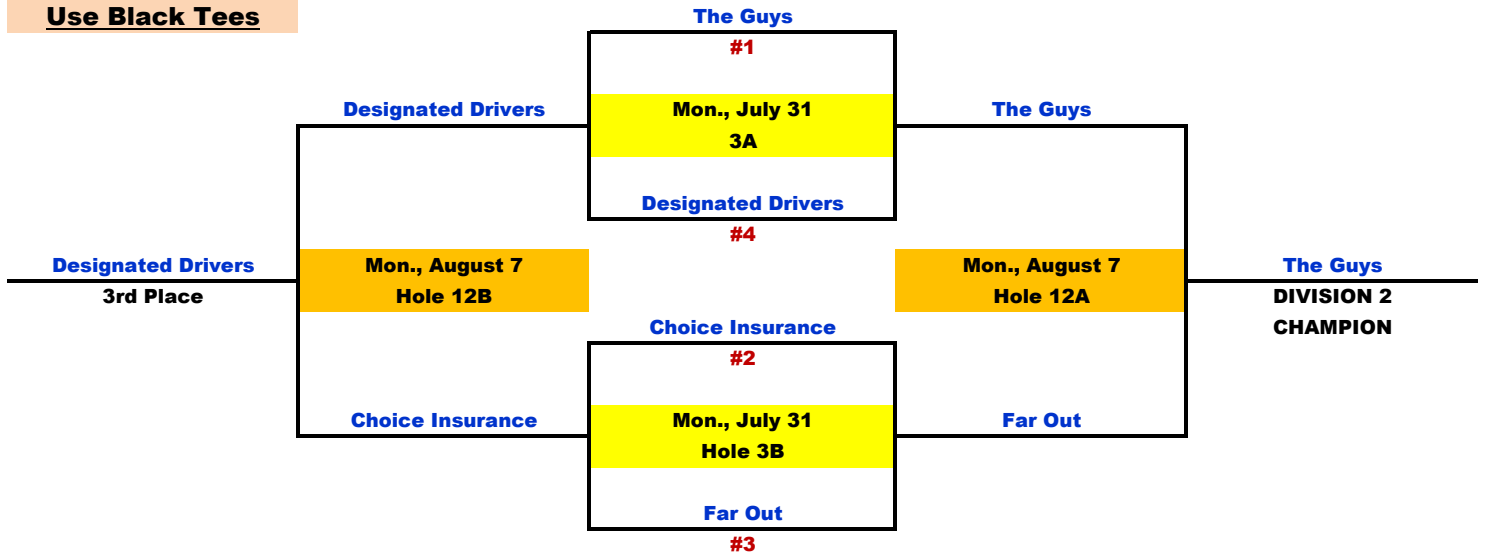 Use Black Tees
The Guys
#1
Designated Drivers
Mon., July 31
3A
The Guys
Designated Drivers
#4
Designated Drivers
3rd Place
Mon., August 7
Hole 12B
Mon., August 7
Hole 12A
The Guys
DIVISION 2
CHAMPION
Choice Insurance
#2
Choice Insurance
Mon., July 31
Hole 3B
Far Out
Far Out
#3